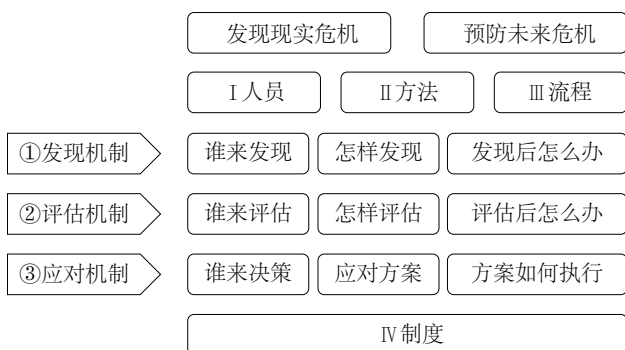 发现现实危机 预防未来危机
Ⅰ人员 Ⅱ方法 Ⅲ流程
①发现机制 谁来发现 怎样发现 发现后怎么办
②评估机制 谁来评估 怎样评估 评估后怎么办
③应对机制 谁来决策 应对方案 方案如何执行
Ⅳ制度